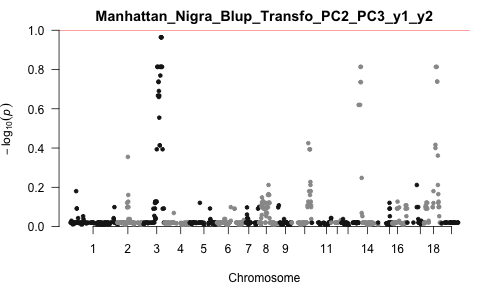 Manhattan_Nigra_Blup_Transfo_PC2_PC3_y1_y2
1.0
0.8
0.6
0.4
0.2
0.0
− log₁₀(p)
1 2 3 4 5 6 7 8 9 11 14 16 18
Chromosome